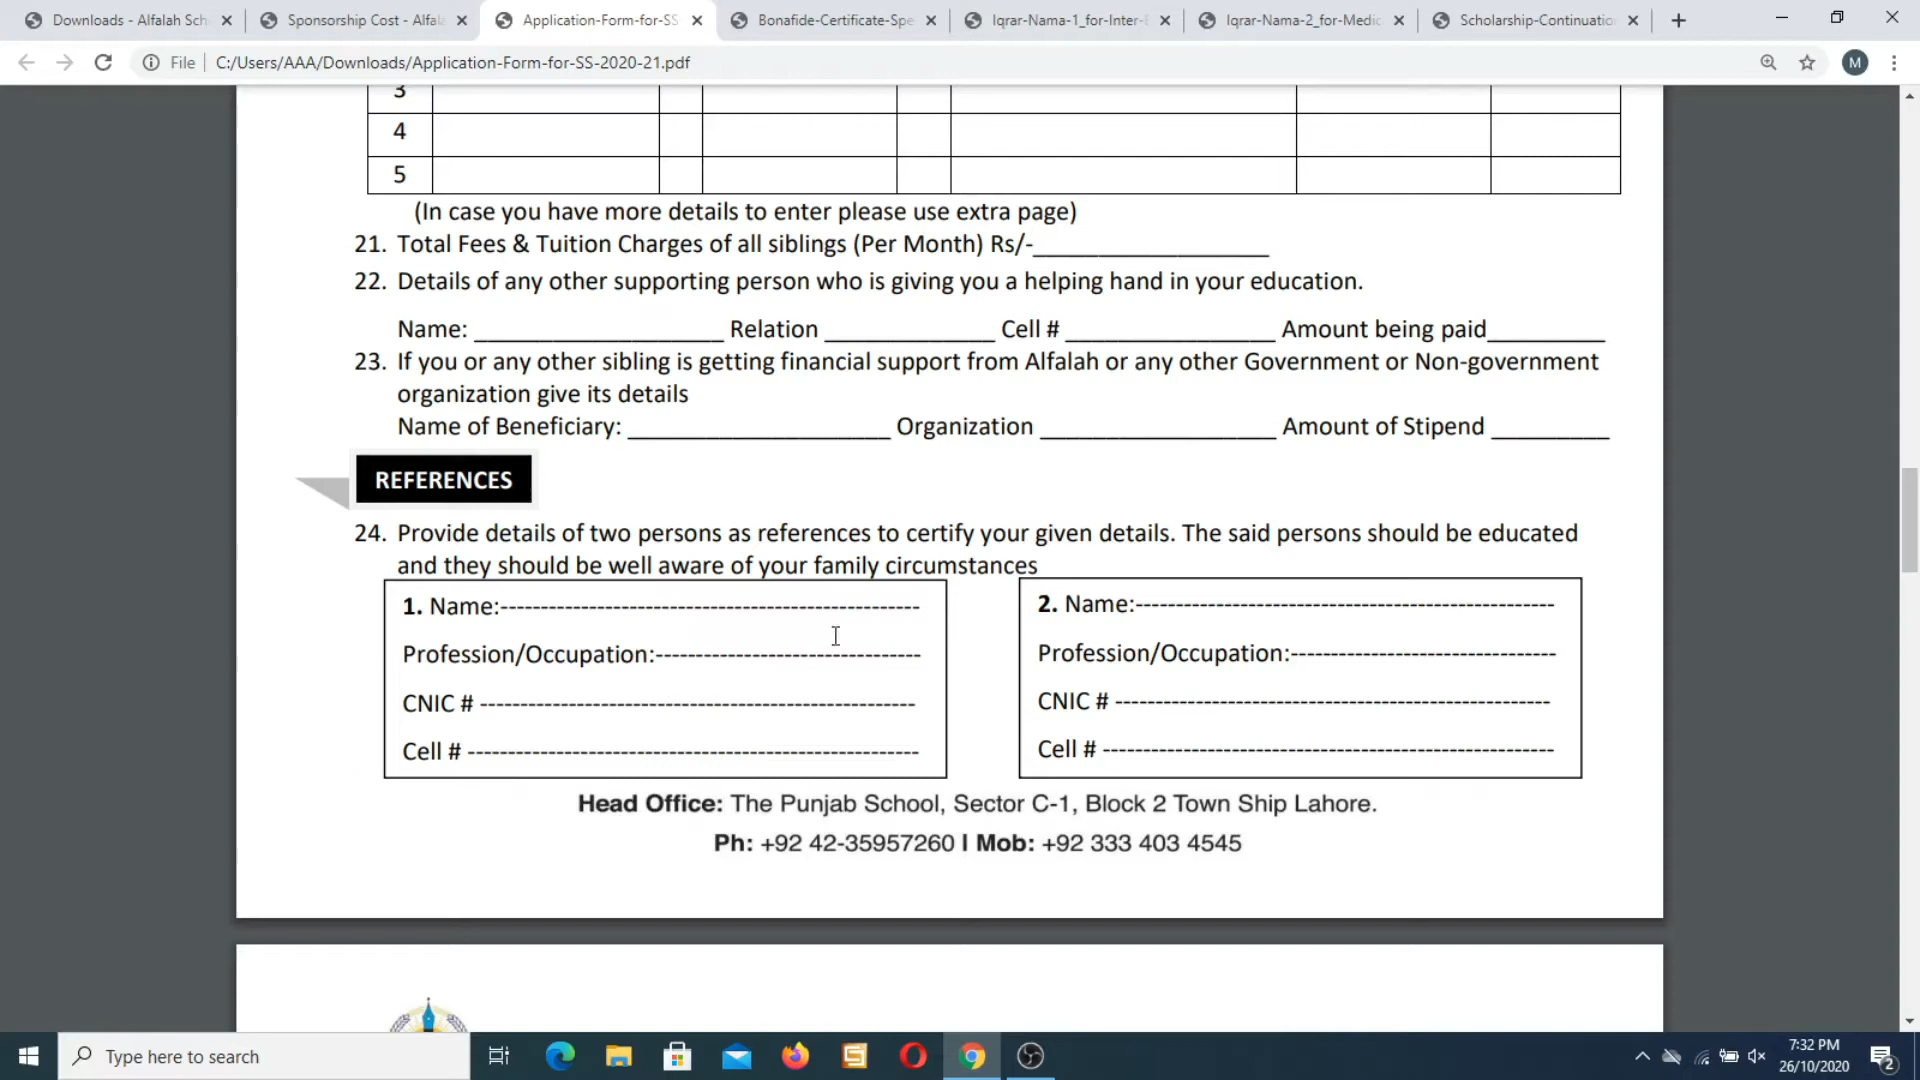 Downloads - Alfalah Sch
Sponsorship Cost - Alfal
Application-Form-for-SS
Bonafide-Certificate-Spe
Iqrar-Nama-1_for-Inter-
Iqrar-Nama-2_for-Medic
Scholarship-Continuatio
File C:/Users/AAA/Downloads/Application-Form-for-SS-2020-21.pdf M
3
4
5
(In case you have more details to enter please use extra page)
21. Total Fees & Tuition Charges of all siblings (Per Month) Rs/-__________________
22. Details of any other supporting person who is giving you a helping hand in your education.
Name: ___________________ Relation _____________ Cell # ________________ Amount being paid_________
23. If you or any other sibling is getting financial support from Alfalah or any other Government or Non-government
organization give its details
Name of Beneficiary: ____________________ Organization __________________ Amount of Stipend _________
REFERENCES
24. Provide details of two persons as references to certify your given details. The said persons should be educated
and they should be well aware of your family circumstances
1. Name:----------------------------------------------------
Profession/Occupation:---------------------------------
CNIC # ------------------------------------------------------
Cell # --------------------------------------------------------
2. Name:----------------------------------------------------
Profession/Occupation:---------------------------------
CNIC # ------------------------------------------------------
Cell # --------------------------------------------------------
Head Office: The Punjab School, Sector C-1, Block 2 Town Ship Lahore.
Ph: +92 42-35957260 I Mob: +92 333 403 4545
Type here to search
7:32 PM
26/10/2020
2